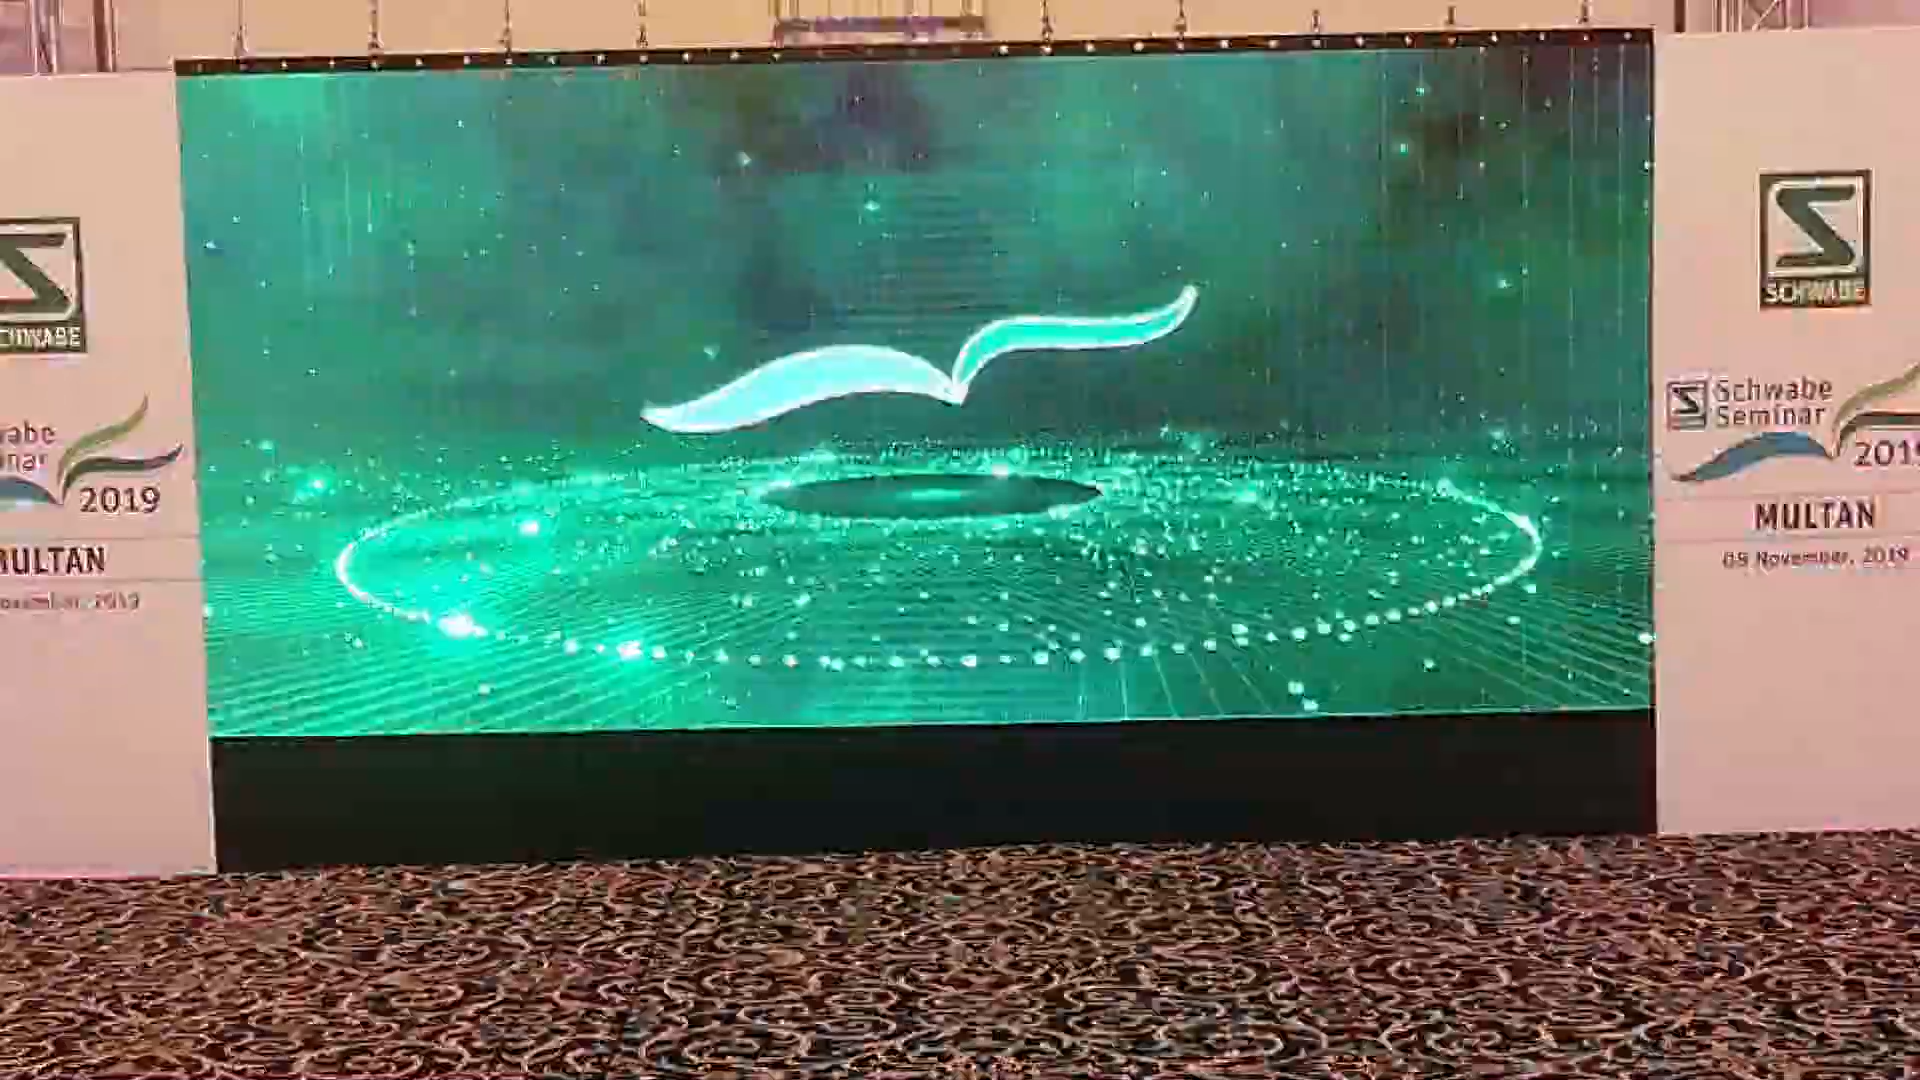 SCHWABE
2019
MULTAN
SCHWABE
Schwabe
Seminar
2019
MULTAN
09 November, 2019